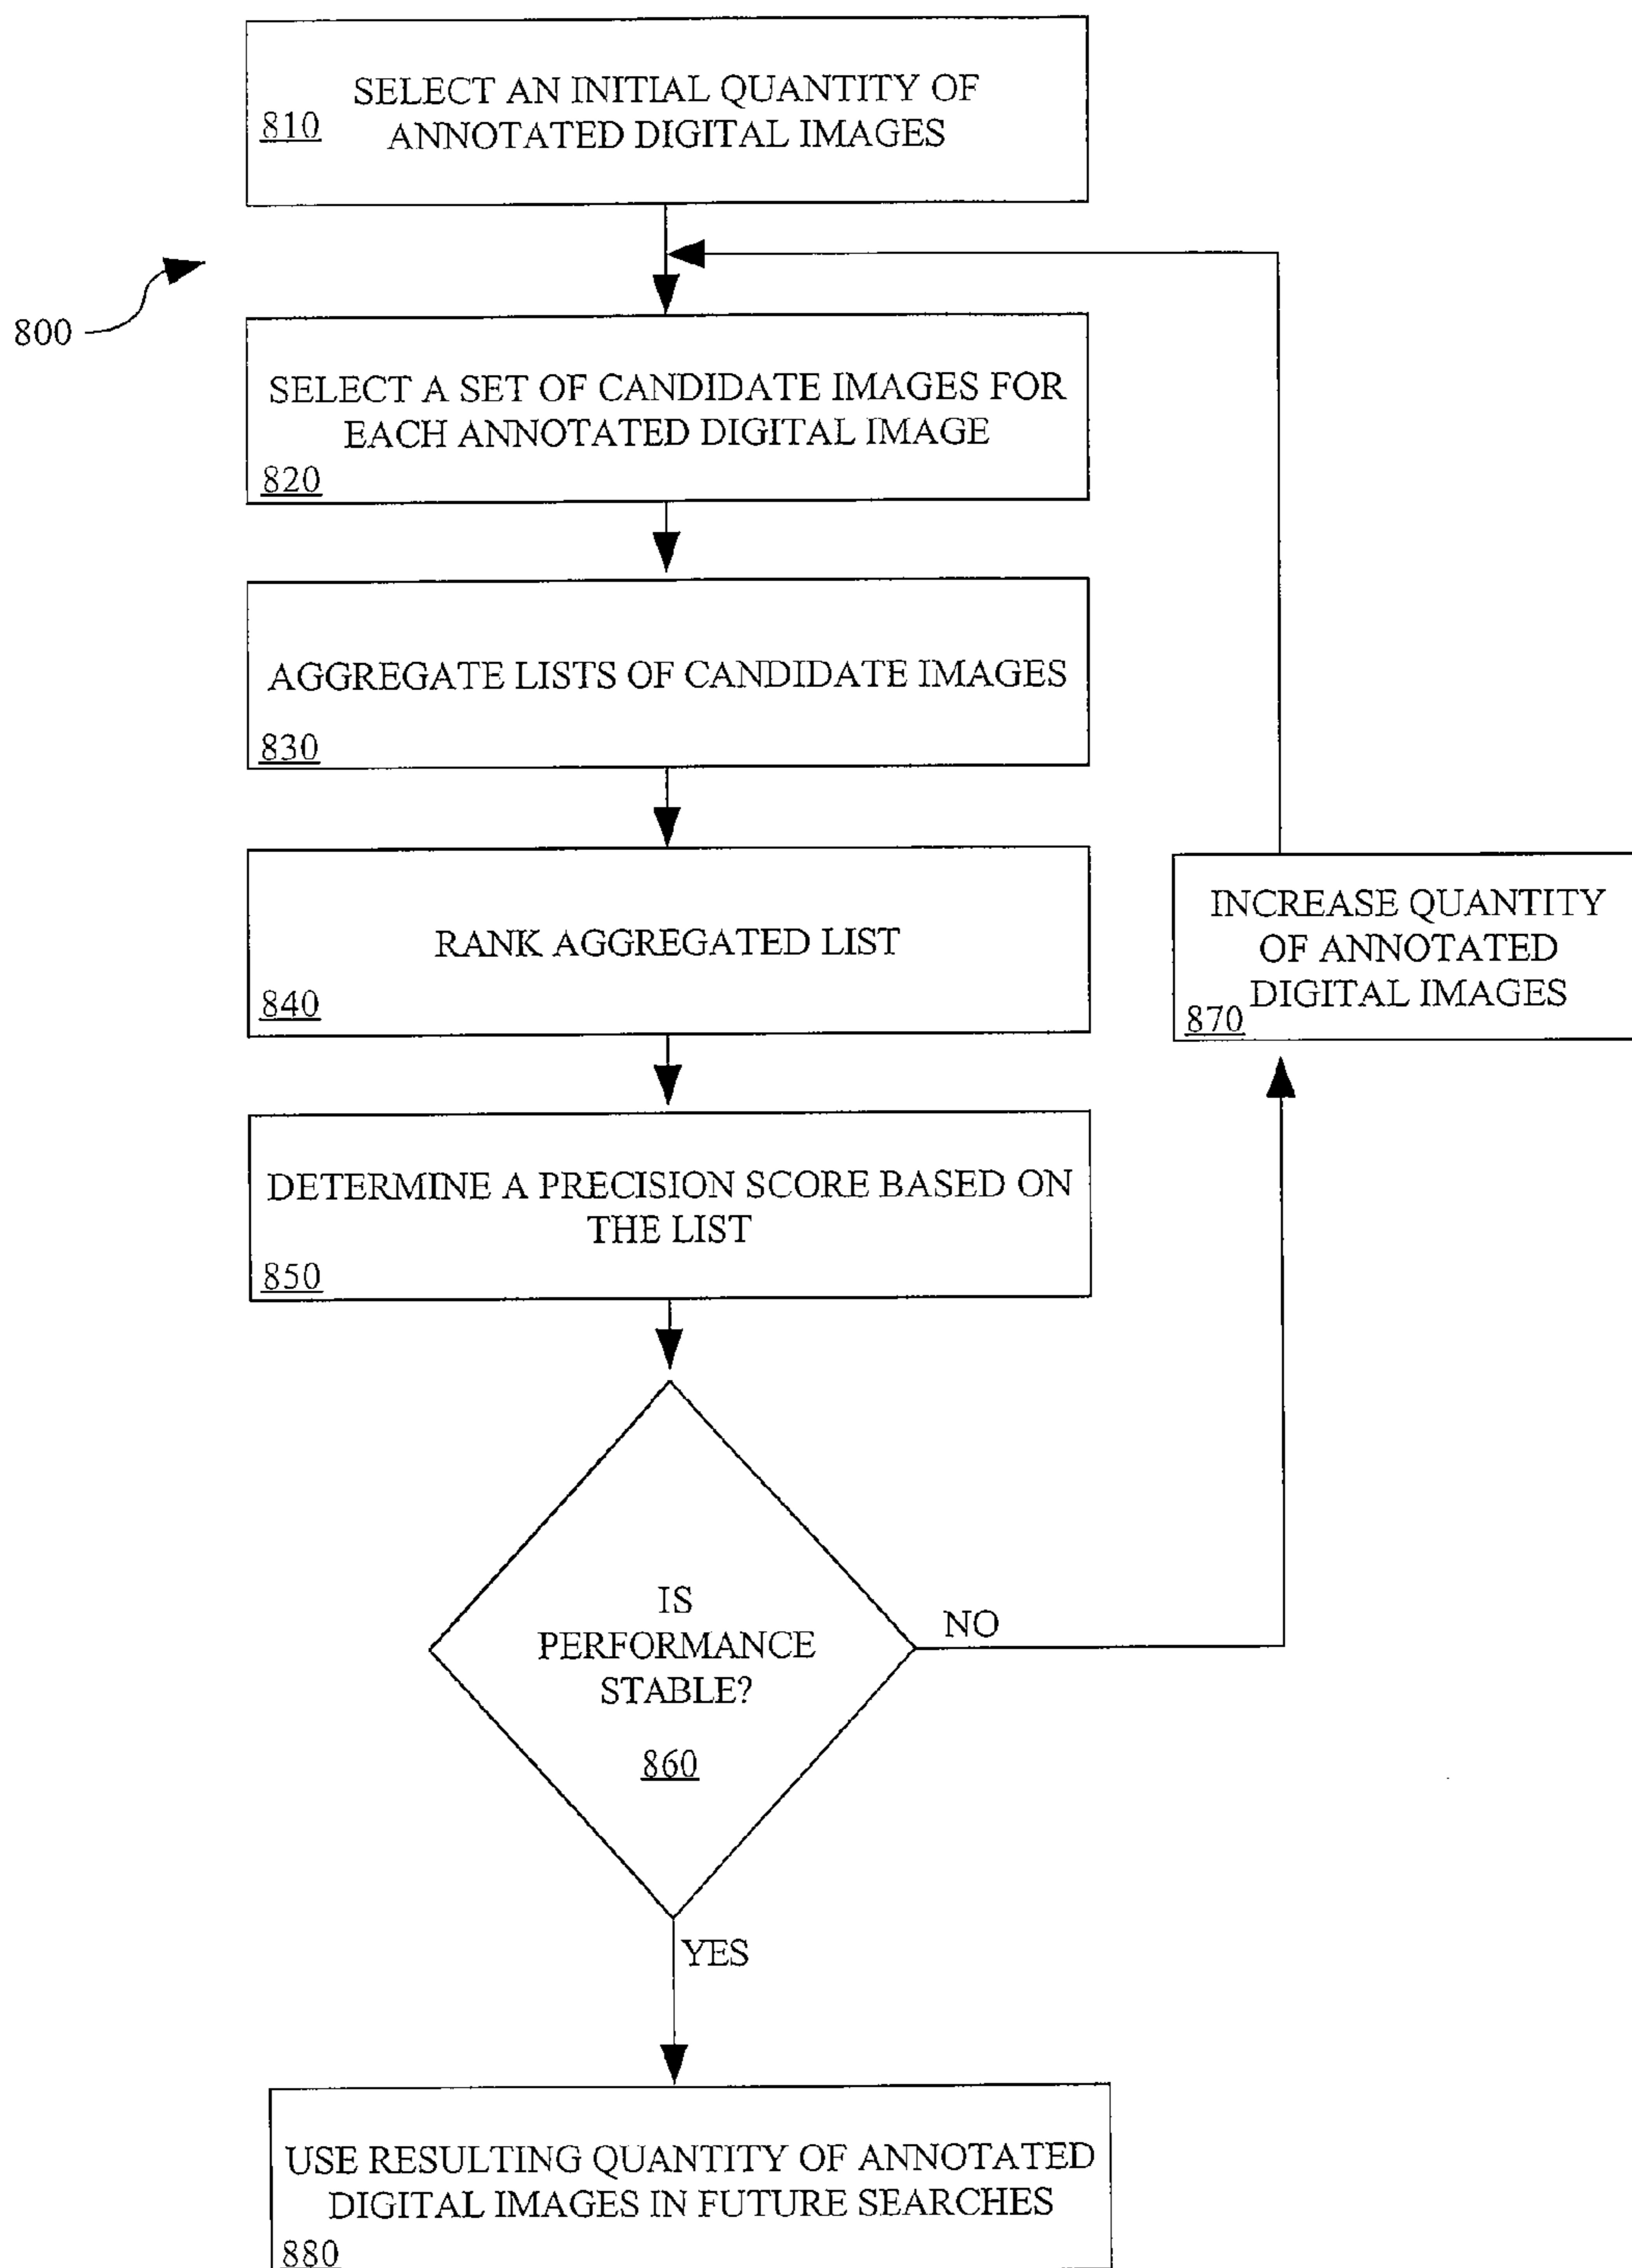 SELECT AN INITIAL QUANTITY OF
ANNOTATED DIGITAL IMAGES
810
800
SELECT A SET OF CANDIDATE IMAGES FOR
EACH ANNOTATED DIGITAL IMAGE
820
AGGREGATE LISTS OF CANDIDATE IMAGES
830
RANK AGGREGATED LIST
840
INCREASE QUANTITY
OF ANNOTATED
DIGITAL IMAGES
870
DETERMINE A PRECISION SCORE BASED ON
THE LIST
850
IS
PERFORMANCE
STABLE?
860
NO
YES
USE RESULTING QUANTITY OF ANNOTATED
DIGITAL IMAGES IN FUTURE SEARCHES
880